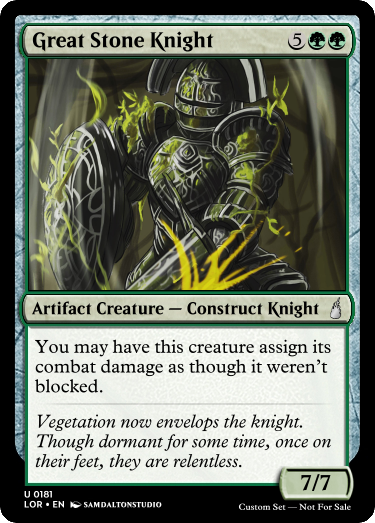 Great Stone Knight 5
Artifact Creature — Construct Knight
You may have this creature assign its
combat damage as though it weren't
blocked.
Vegetation now envelops the knight.
Though dormant for some time, once on
their feet, they are relentless.
7/7
U 0181
LOR • EN SAMDALTONSTUDIO
Custom Set — Not For Sale